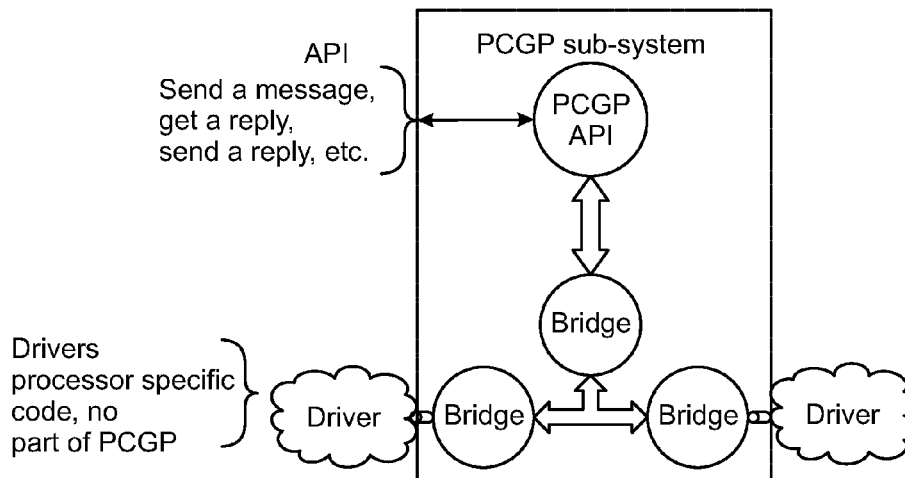 PCGP sub-system
API
Send a message,
get a reply,
send a reply, etc.
PCGP
API
Bridge
Drivers
processor specific
code, no
part of PCGP
Driver
Bridge
Bridge
Driver